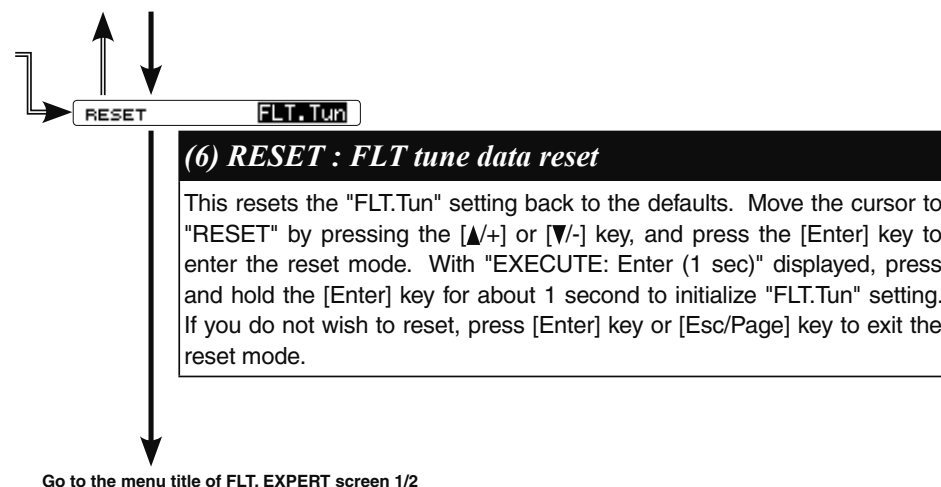 RESET FLT.Tun
(6) RESET : FLT tune data reset
This resets the "FLT.Tun" setting back to the defaults. Move the cursor to
"RESET" by pressing the [▲/+] or [▼/-] key, and press the [Enter] key to
enter the reset mode. With "EXECUTE: Enter (1 sec)" displayed, press
and hold the [Enter] key for about 1 second to initialize "FLT.Tun" setting.
If you do not wish to reset, press [Enter] key or [Esc/Page] key to exit the
reset mode.
Go to the menu title of FLT. EXPERT screen 1/2